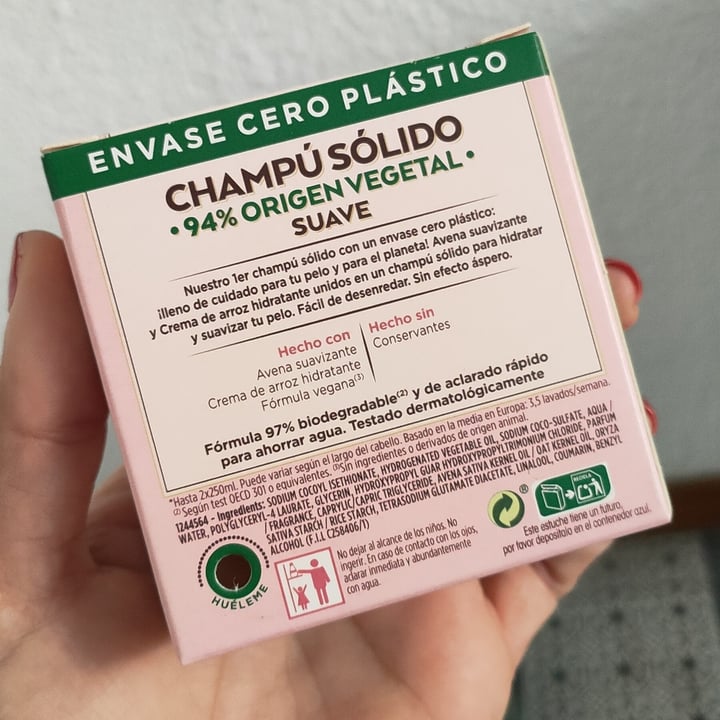 ENVASE CERO PLÁSTICO
CHAMPÚ SÓLIDO
• 94% ORIGEN VEGETAL •
SUAVE
Nuestro 1er champú sólido con un envase cero plástico:
¡lleno de cuidado para tu pelo y para el planeta! Avena suavizante
y Crema de arroz hidratante unidos en un champú sólido para hidratar
y suavizar tu pelo. Fácil de desenredar. Sin efecto áspero.
Hecho con
Avena suavizante
Crema de arroz hidratante
Fórmula vegana(3)
Hecho sin
Conservantes
Fórmula 97% biodegradable(2) y de aclarado rápido
para ahorrar agua. Testado dermatológicamente
*Hasta 2x250ml. Puede variar según el largo del cabello. Basado en la media en Europa: 3,5 lavados/semana.
(2)Según test OECD 301 o equivalentes. (3)Sin ingredientes o derivados de origen animal.
1244564 - Ingredients: SODIUM COCOYL ISETHIONATE, HYDROGENATED VEGETABLE OIL, SODIUM COCO-SULFATE, AQUA /
WATER, POLYGLYCERYL-4 LAURATE, GLYCERIN, HYDROXYPROPYL GUAR HYDROXYPROPYLTRIMONIUM CHLORIDE, PARFUM
/ FRAGRANCE, CAPRYLIC/CAPRIC TRIGLYCERIDE, AVENA SATIVA KERNEL OIL / OAT KERNEL OIL, ORYZA
SATIVA STARCH / RICE STARCH, TETRASODIUM GLUTAMATE DIACETATE, LINALOOL, COUMARIN, BENZYL
ALCOHOL (F.I.L C258406/1)
HUÉLEME
No dejar al alcance de los niños. No
ingerir. En caso de contacto con los ojos,
aclarar inmediata y abundantemente
con agua.
®
RECICLA
Este estuche tiene un futuro,
por favor deposítalo en el contenedor azul.